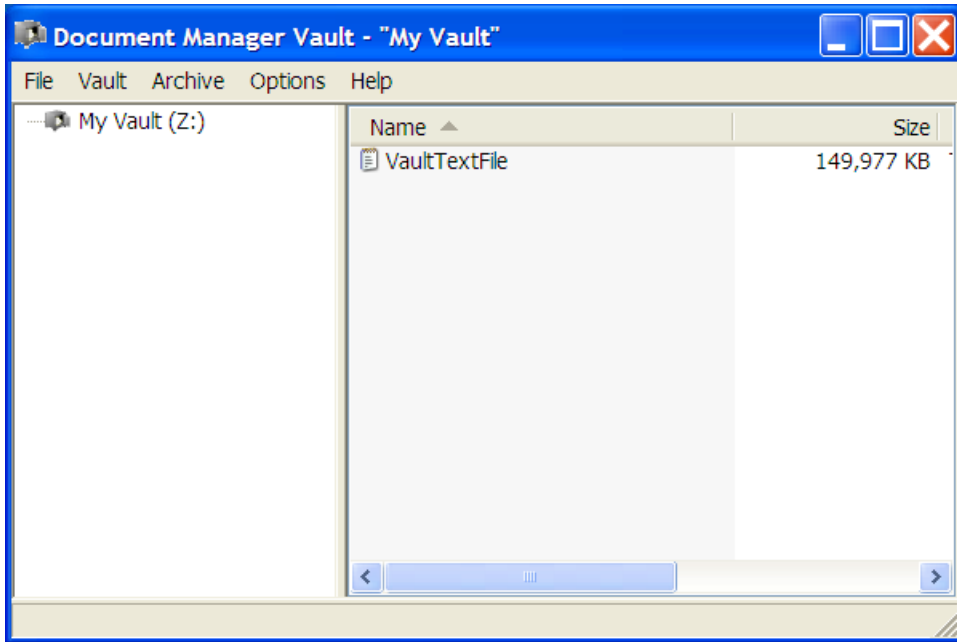 Document Manager Vault - "My Vault"
File Vault Archive Options Help
My Vault (Z:)
Name Size
VaultTextFile 149,977 KB